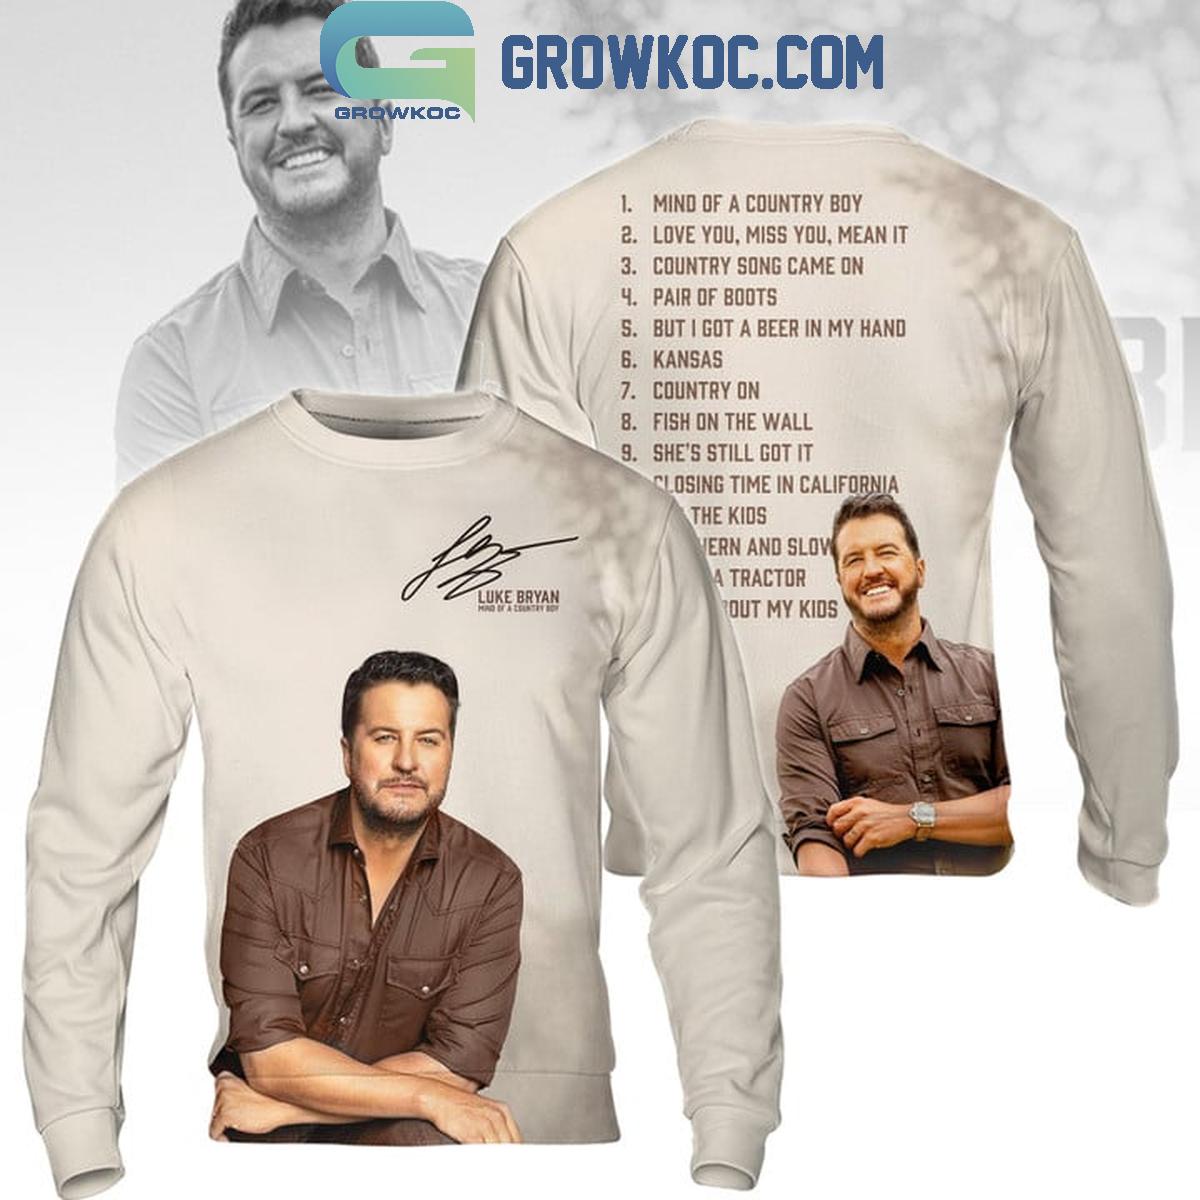 GROWKOC
GROWKOC.COM
1. MIND OF A COUNTRY BOY
2. LOVE YOU, MISS YOU, MEAN IT
3. COUNTRY SONG CAME ON
4. PAIR OF BOOTS
5. BUT I GOT A BEER IN MY HAND
6. KANSAS
7. COUNTRY ON
8. FISH ON THE WALL
9. SHE'S STILL GOT IT
CLOSING TIME IN CALIFORNIA
THE KIDS
ERN AND SLOW
A TRACTOR
OUT MY KIDS
LUKE BRYAN
MIND OF A COUNTRY BOY